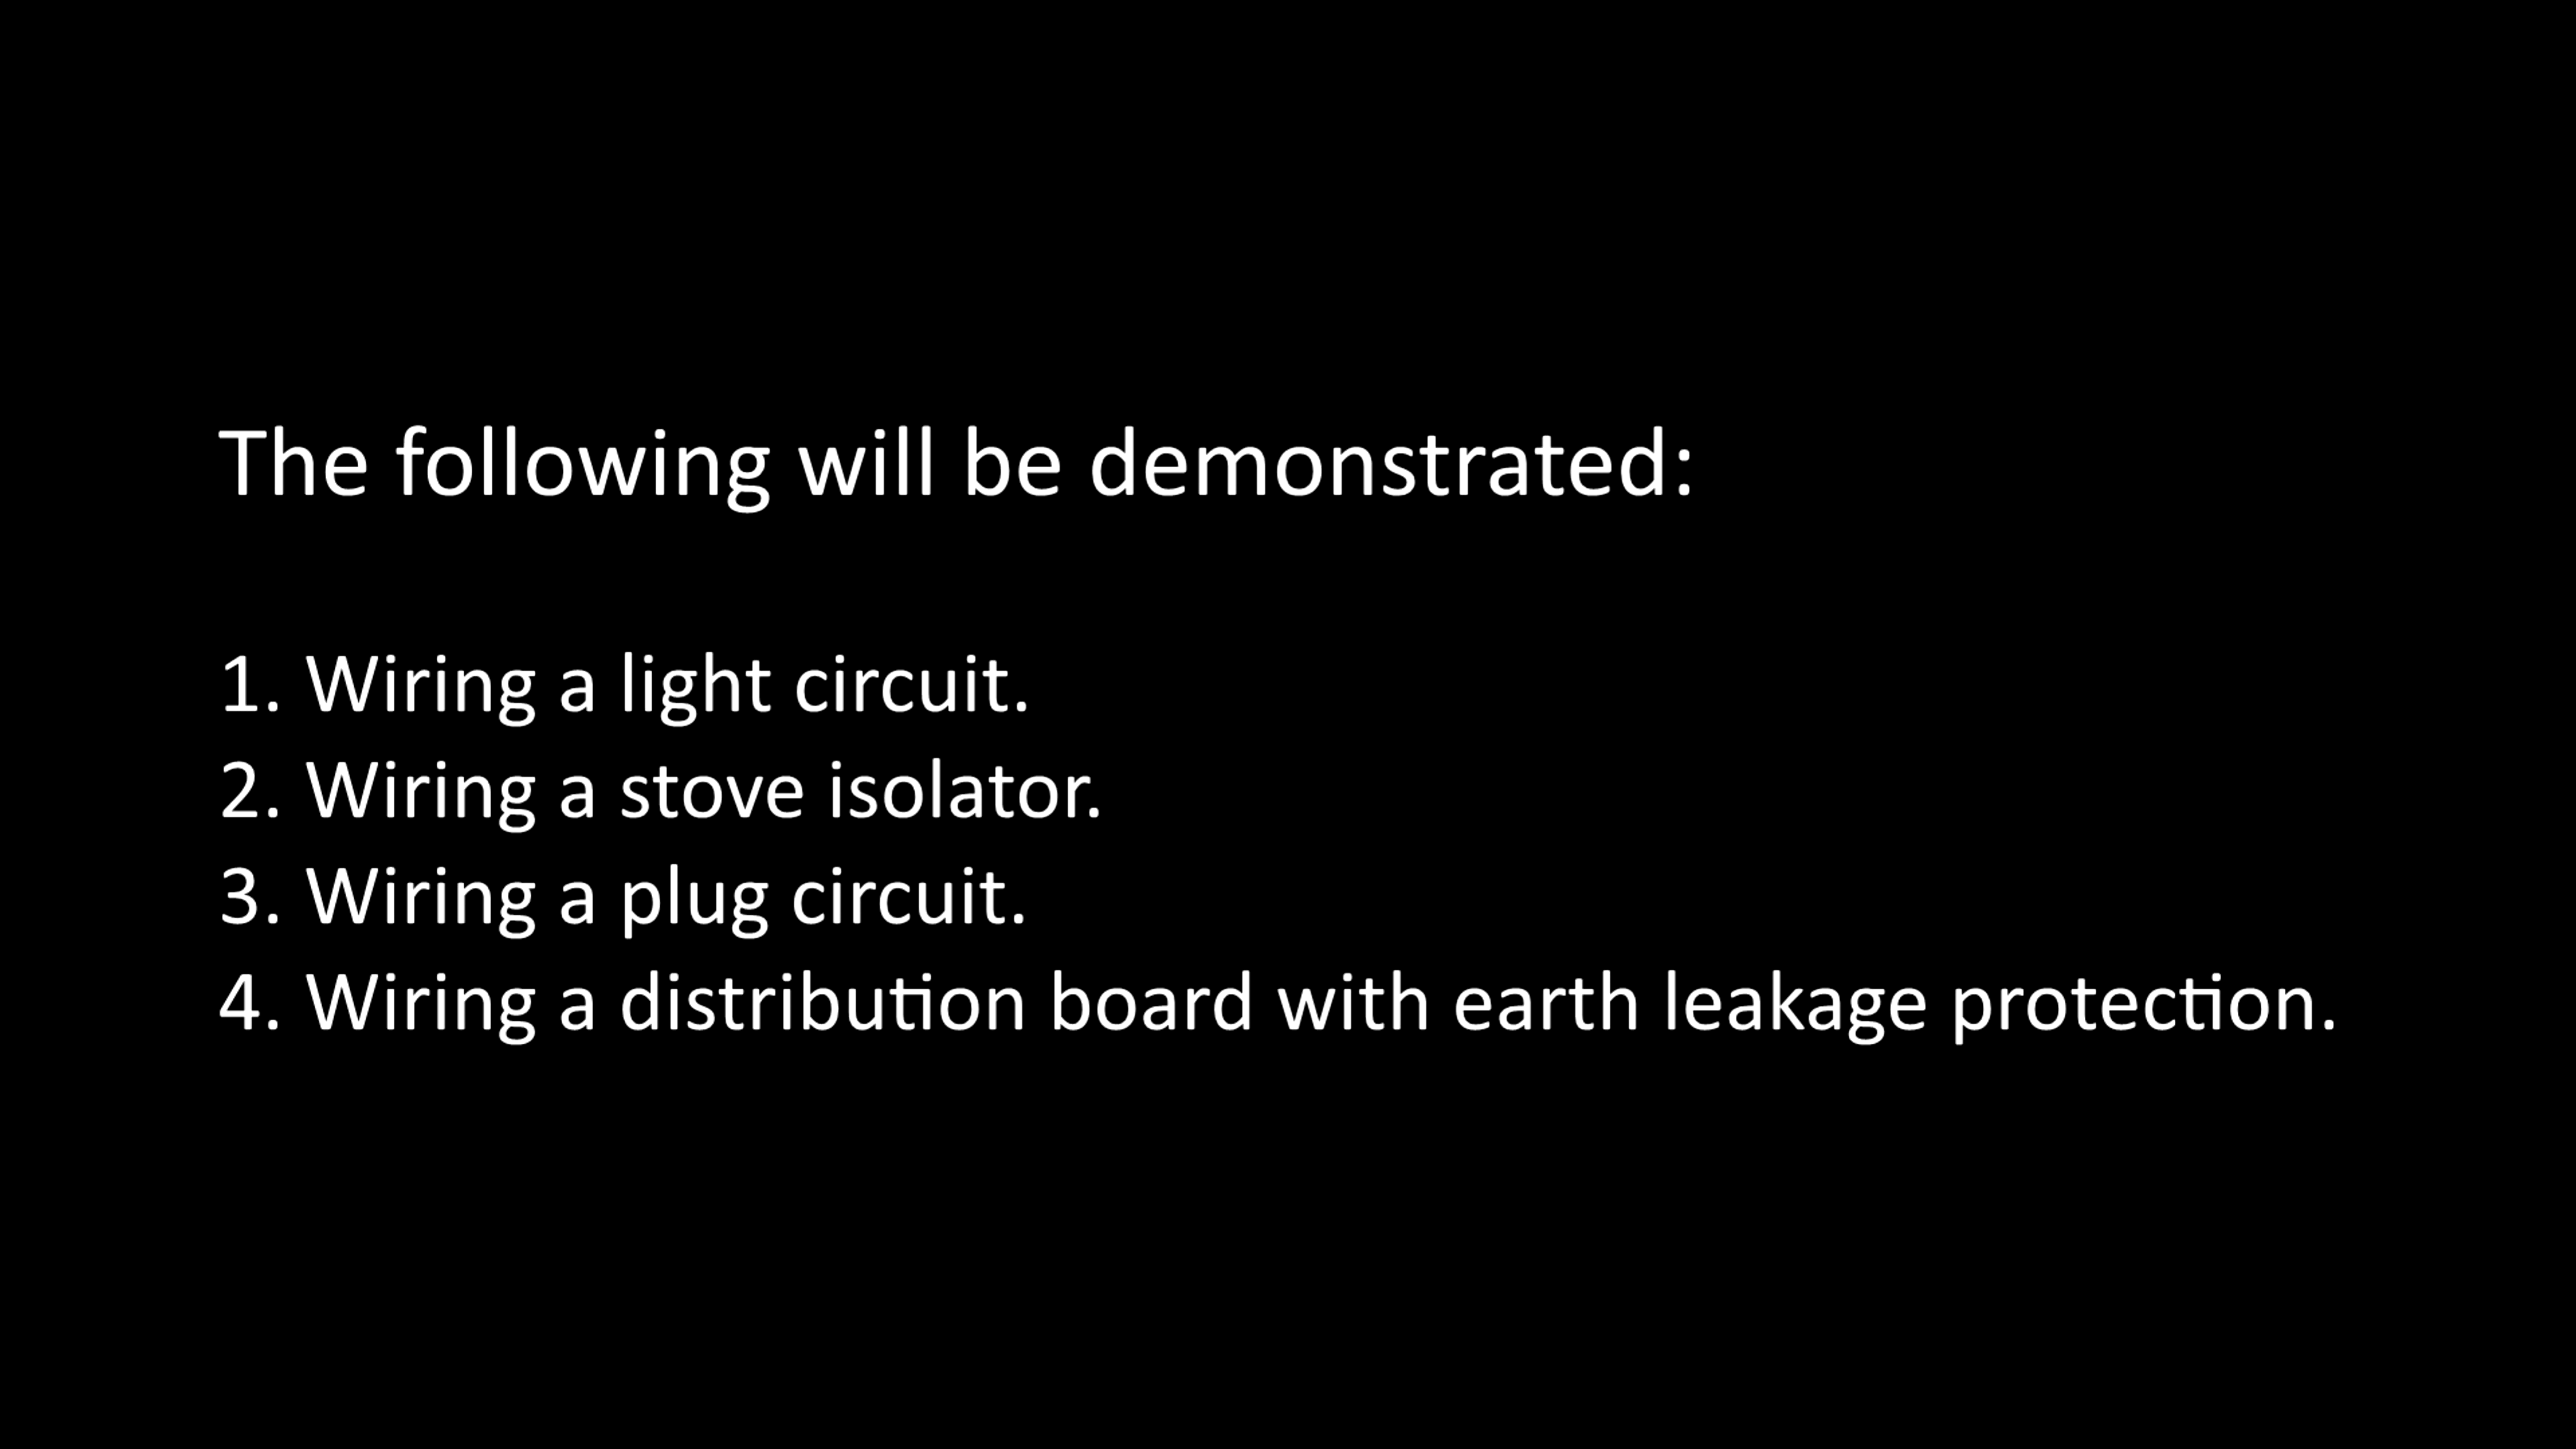 The following will be demonstrated:
1. Wiring a light circuit.
2. Wiring a stove isolator.
3. Wiring a plug circuit.
4. Wiring a distribution board with earth leakage protection.